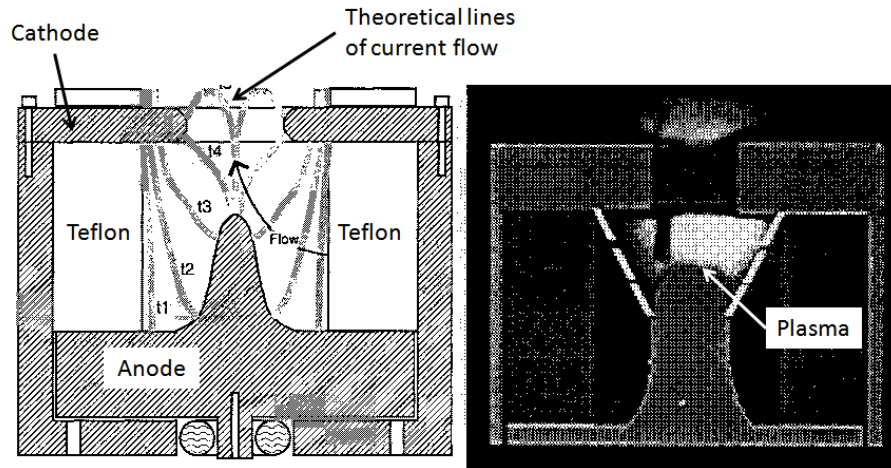 Theoretical lines
of current flow
Cathode
t4
t3
Flow
Teflon
Teflon
t2
t1
Anode
Plasma